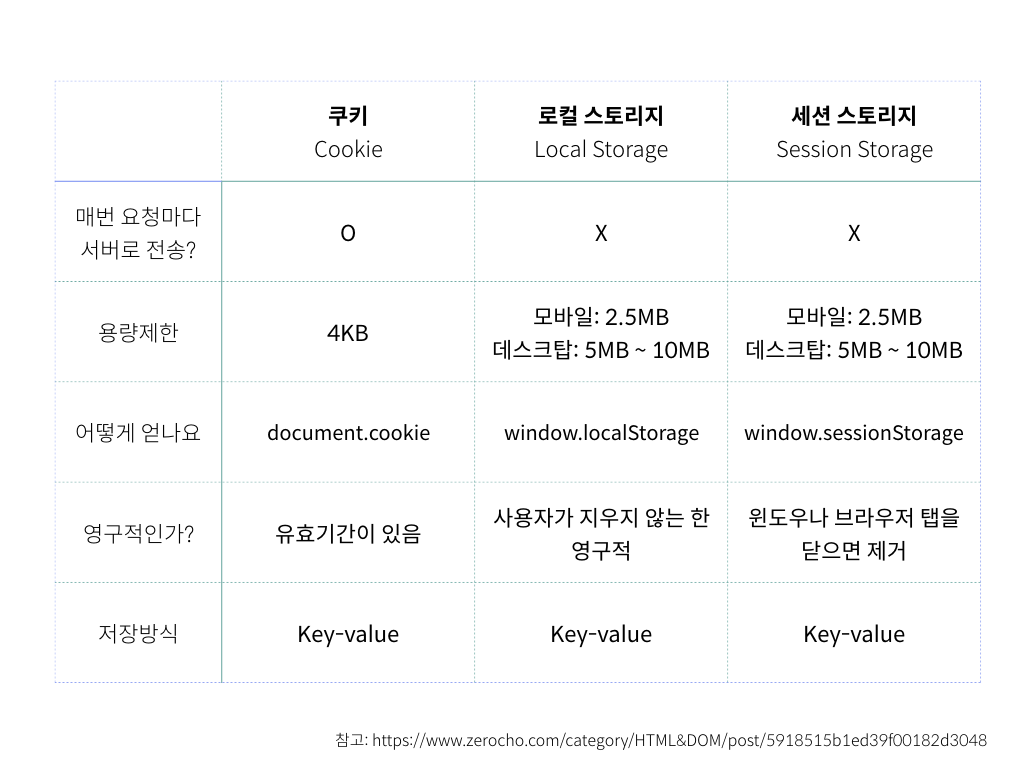 쿠키
Cookie
로컬 스토리지
Local Storage
세션 스토리지
Session Storage
매번 요청마다
서버로 전송?
O
X
X
용량제한
4KB
모바일: 2.5MB
데스크탑: 5MB ~ 10MB
모바일: 2.5MB
데스크탑: 5MB ~ 10MB
어떻게 얻나요
document.cookie
window.localStorage
window.sessionStorage
영구적인가?
유효기간이 있음
사용자가 지우지 않는 한
영구적
윈도우나 브라우저 탭을
닫으면 제거
저장방식
Key-value
Key-value
Key-value
참고: https://www.zerocho.com/category/HTML&DOM/post/5918515b1ed39f00182d3048